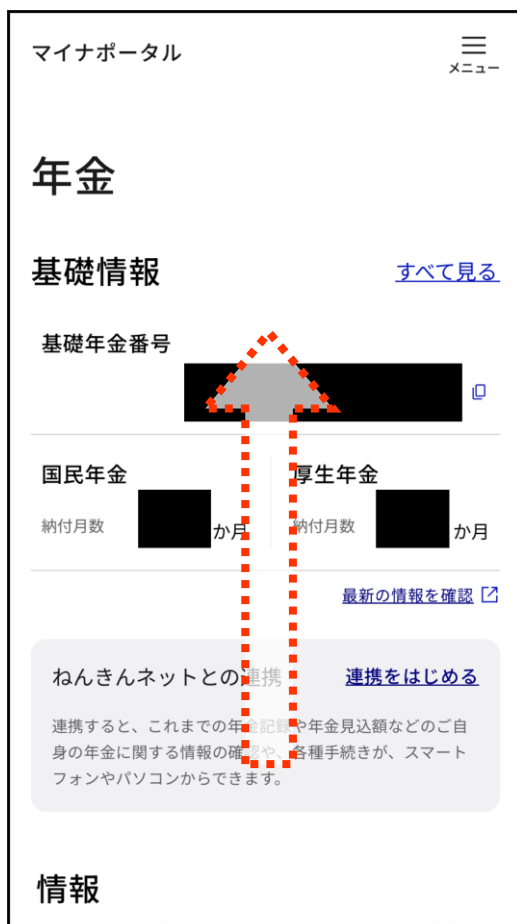 マイナポータル
メニュー
年金
基礎情報
すべて見る
基礎年金番号
国民年金
厚生年金
納付月数
か月
納付月数
か月
最新の情報を確認
ねんきんネットとの連携
連携をはじめる
連携すると、これまでの年金記録や年金見込額などのご自
身の年金に関する情報の確認や、各種手続きが、スマート
フォンやパソコンからできます。
情報